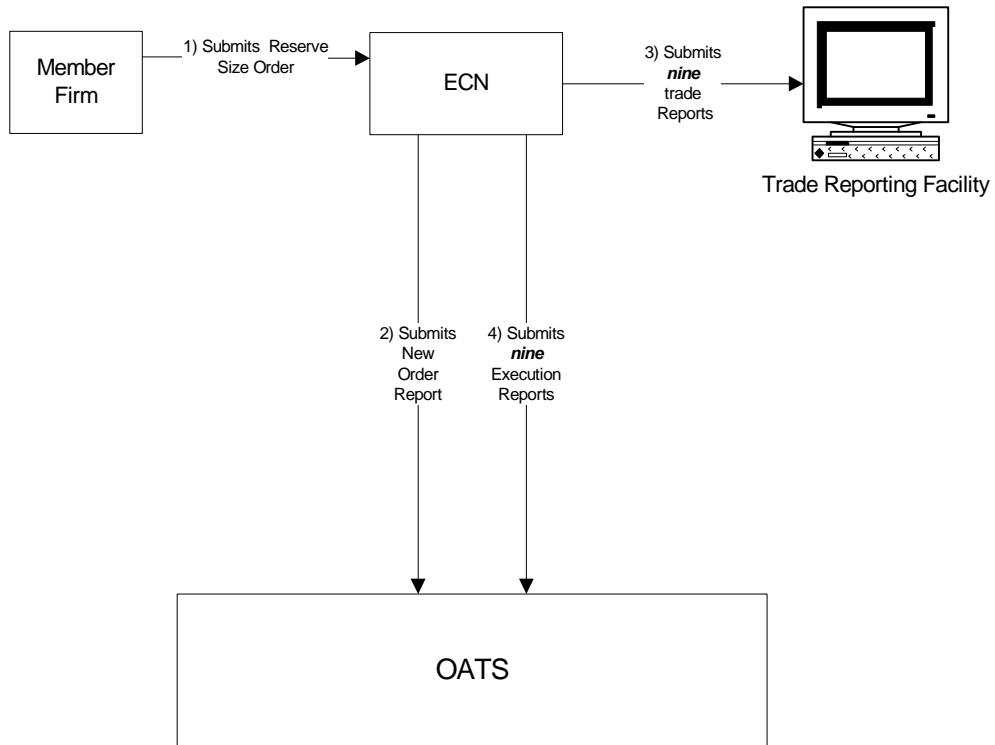 Member
Firm
1) Submits Reserve
Size Order
ECN
3) Submits
nine
trade
Reports
Trade Reporting Facility
2) Submits
New
Order
Report
4) Submits
nine
Execution
Reports
OATS